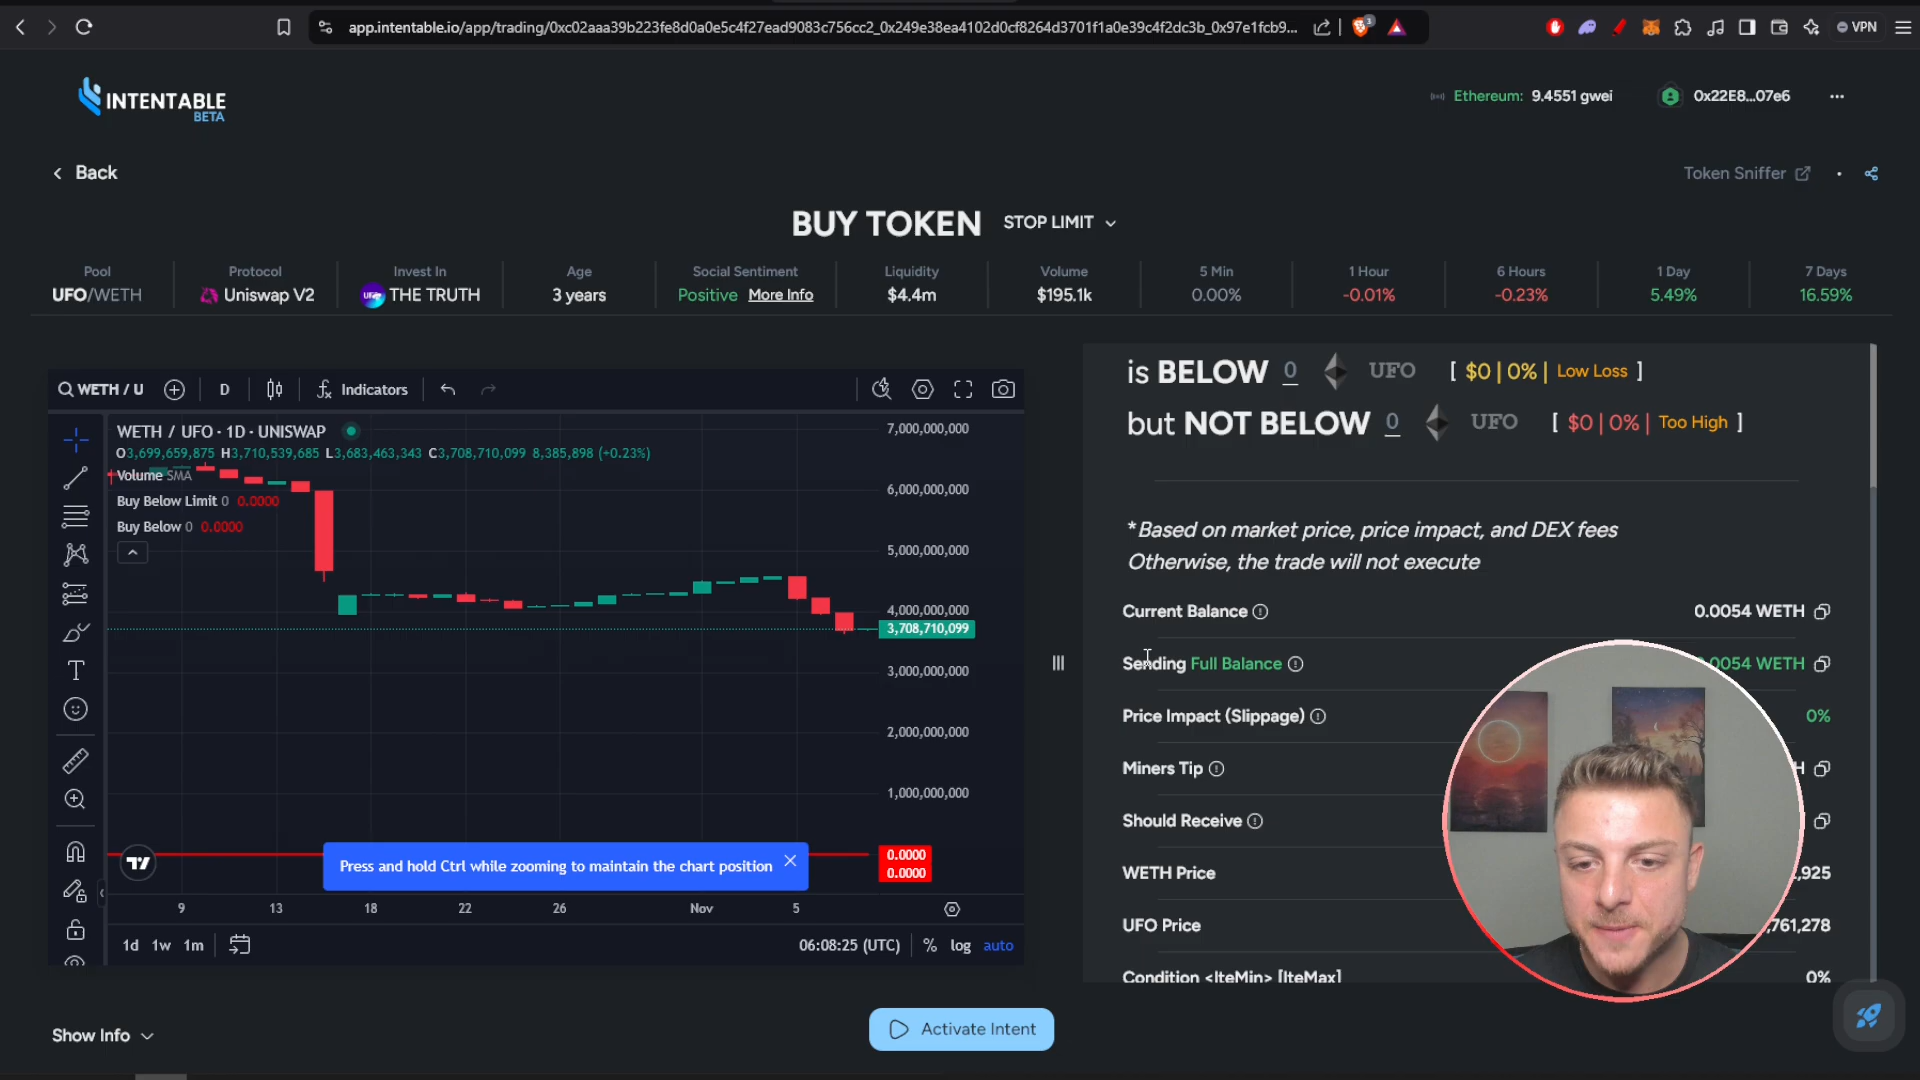 app.intentable.io/app/trading/0xc02aaa39b223fe8d0a0e5c4f27ead9083c756cc2_0x249e38ea4102d0cf8264d3701f1a0e39c4f2dc3b_0x97e1fcb9...
VPN
INTENTABLE
BETA
Ethereum: 9.4551 gwei
0x22E8...07e6
Back
Token Sniffer
BUY TOKEN STOP LIMIT
Pool
UFO/WETH
Protocol
Uniswap V2
Invest In
THE TRUTH
Age
3 years
Social Sentiment
Positive More Info
Liquidity
$4.4m
Volume
$195.1k
5 Min
0.00%
1 Hour
-0.01%
6 Hours
-0.23%
1 Day
5.49%
7 Days
16.59%
WETH / U
D
Indicators
WETH / UFO · 1D · UNISWAP
O3,699,659,875 H3,710,539,685 L3,683,463,343 C3,708,710,099 8,385,898 (+0.23%)
Volume SMA
Buy Below Limit 0 0.0000
Buy Below 0 0.0000
7,000,000,000
6,000,000,000
5,000,000,000
4,000,000,000
3,708,710,099
3,000,000,000
2,000,000,000
1,000,000,000
0.0000
0.0000
Press and hold Ctrl while zooming to maintain the chart position
9 13 18 22 26 Nov 5
1d 1w 1m
06:08:25 (UTC) % log auto
is BELOW 0 UFO [ $0 | 0% | Low Loss ]
but NOT BELOW 0 UFO [ $0 | 0% | Too High ]
*Based on market price, price impact, and DEX fees
Otherwise, the trade will not execute
Current Balance 0.0054 WETH
Sending Full Balance 0.0054 WETH
Price Impact (Slippage) 0%
Miners Tip
Should Receive
WETH Price ,925
UFO Price ,761,278
Condition <IteMin> [IteMax] 0%
Show Info
Activate Intent